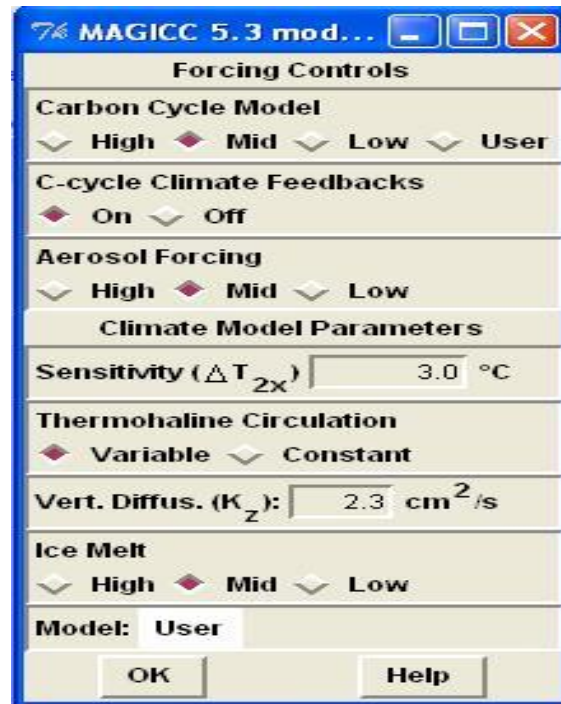 MAGICC 5.3 mod...
Forcing Controls
Carbon Cycle Model
High Mid Low User
C-cycle Climate Feedbacks
On Off
Aerosol Forcing
High Mid Low
Climate Model Parameters
Sensitivity (ΔT2x) 3.0 °C
Thermohaline Circulation
Variable Constant
Vert. Diffus. (Kz): 2.3 cm²/s
Ice Melt
High Mid Low
Model: User
OK Help